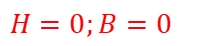 H = 0; B = 0